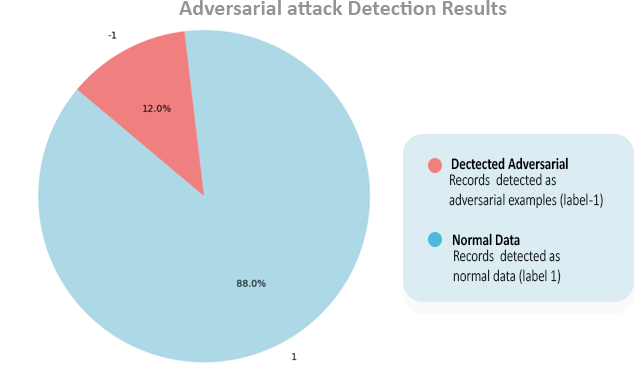 Adversarial attack Detection Results
-1
12.0%
88.0%
1
Dectected Adversarial
Records detected as
adversarial examples (label-1)
Normal Data
Records detected as
normal data (label 1)